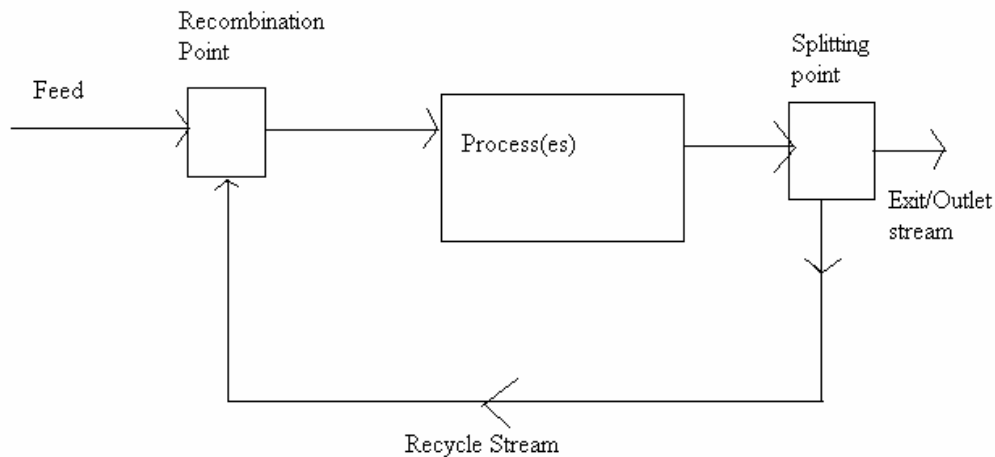 Recombination
Point
Splitting
point
Feed
Process(es)
Exit/Outlet
stream
Recycle Stream